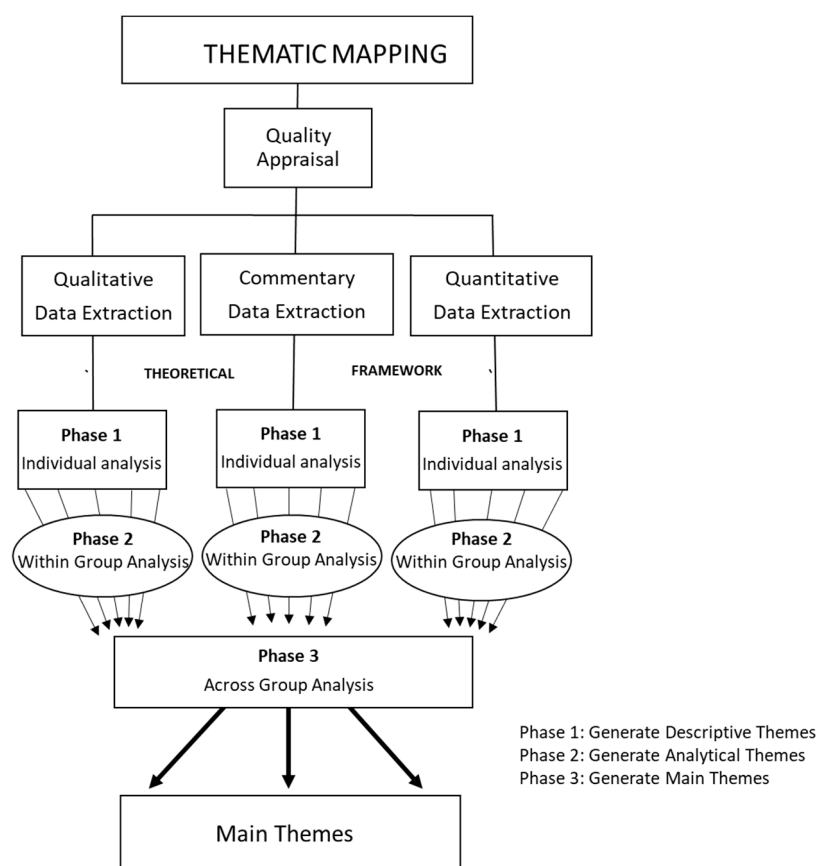 THEMATIC MAPPING
Quality
Appraisal
Qualitative
Data Extraction
Commentary
Data Extraction
Quantitative
Data Extraction
THEORETICAL FRAMEWORK
Phase 1
Individual analysis
Phase 1
Individual analysis
Phase 1
Individual analysis
Phase 2
Within Group Analysis
Phase 2
Within Group Analysis
Phase 2
Within Group Analysis
Phase 3
Across Group Analysis
Phase 1: Generate Descriptive Themes
Phase 2: Generate Analytical Themes
Phase 3: Generate Main Themes
Main Themes